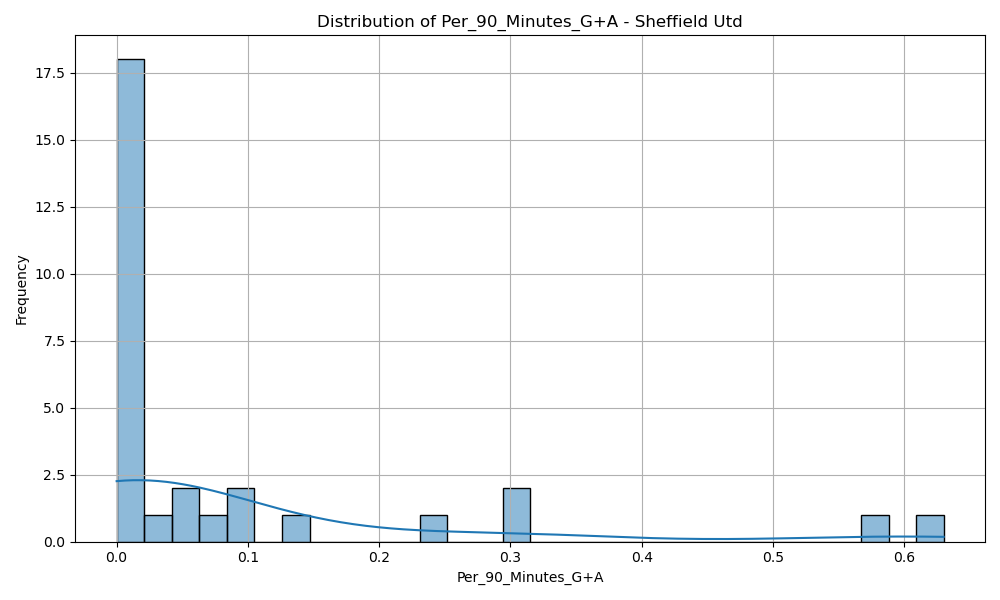 Distribution of Per_90_Minutes_G+A - Sheffield Utd
17.5
15.0
12.5
10.0
7.5
5.0
2.5
0.0
Frequency
0.0 0.1 0.2 0.3 0.4 0.5 0.6
Per_90_Minutes_G+A